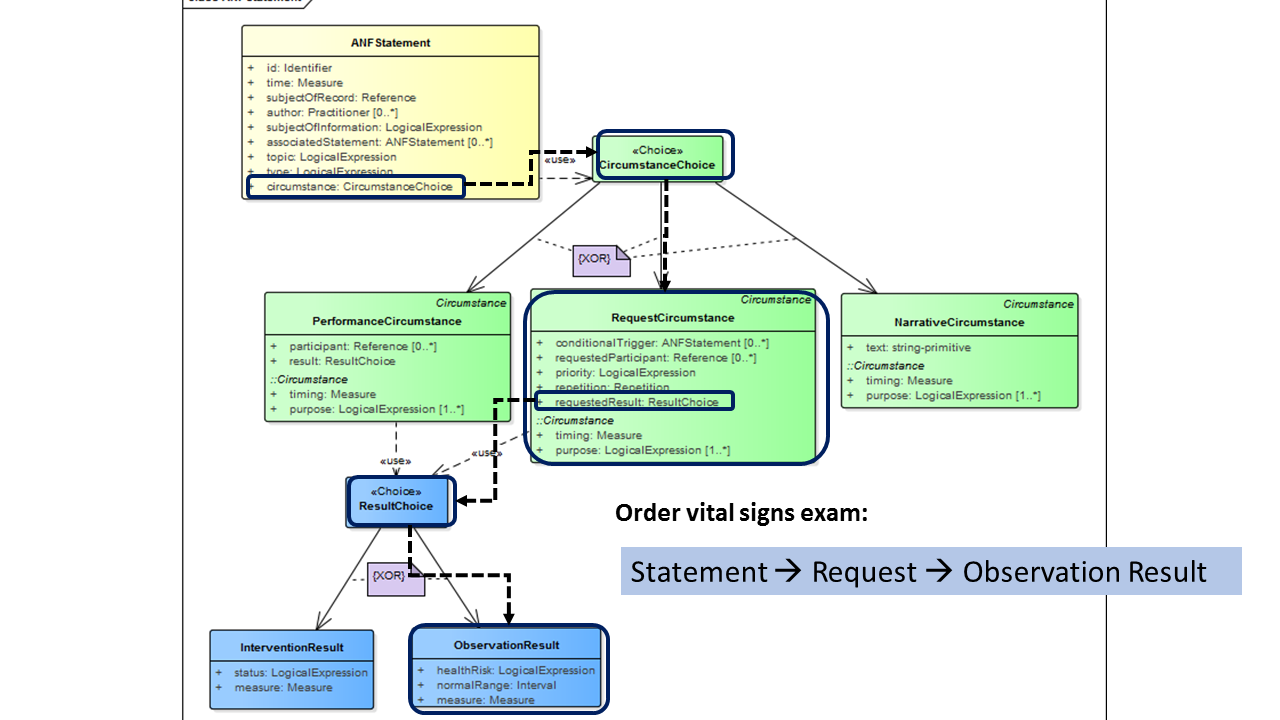 ANFStatement
+ id: Identifier
+ time: Measure
+ subjectOfRecord: Reference
+ author: Practitioner [0..*]
+ subjectOfInformation: LogicalExpression
+ associatedStatement: ANFStatement [0..*]
+ topic: LogicalExpression
+ type: LogicalExpression
+ circumstance: CircumstanceChoice
«use»
«Choice»
CircumstanceChoice
{XOR}
Circumstance
PerformanceCircumstance
+ participant: Reference [0..*]
+ result: ResultChoice
::Circumstance
+ timing: Measure
+ purpose: LogicalExpression [1..*]
Circumstance
RequestCircumstance
+ conditionalTrigger: ANFStatement [0..*]
+ requestedParticipant: Reference [0..*]
+ priority: LogicalExpression
+ repetition: Repetition
+ requestedResult: ResultChoice
::Circumstance
+ timing: Measure
+ purpose: LogicalExpression [1..*]
Circumstance
NarrativeCircumstance
+ text: string-primitive
::Circumstance
+ timing: Measure
+ purpose: LogicalExpression [1..*]
«use»
«use»
«Choice»
ResultChoice
{XOR}
InterventionResult
+ status: LogicalExpression
+ measure: Measure
ObservationResult
+ healthRisk: LogicalExpression
+ normalRange: Interval
+ measure: Measure
Order vital signs exam:
Statement → Request → Observation Result